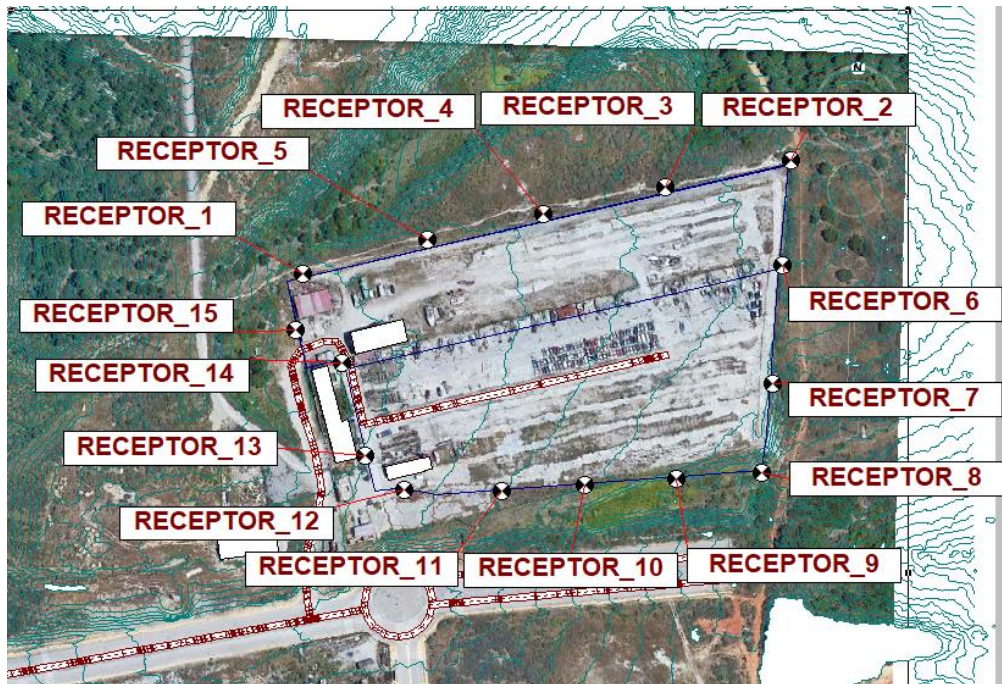 RECEPTOR_4
RECEPTOR_3
RECEPTOR_2
RECEPTOR_5
RECEPTOR_1
RECEPTOR_6
RECEPTOR_15
RECEPTOR_14
RECEPTOR_7
RECEPTOR_13
RECEPTOR_8
RECEPTOR_12
RECEPTOR_11
RECEPTOR_10
RECEPTOR_9
N